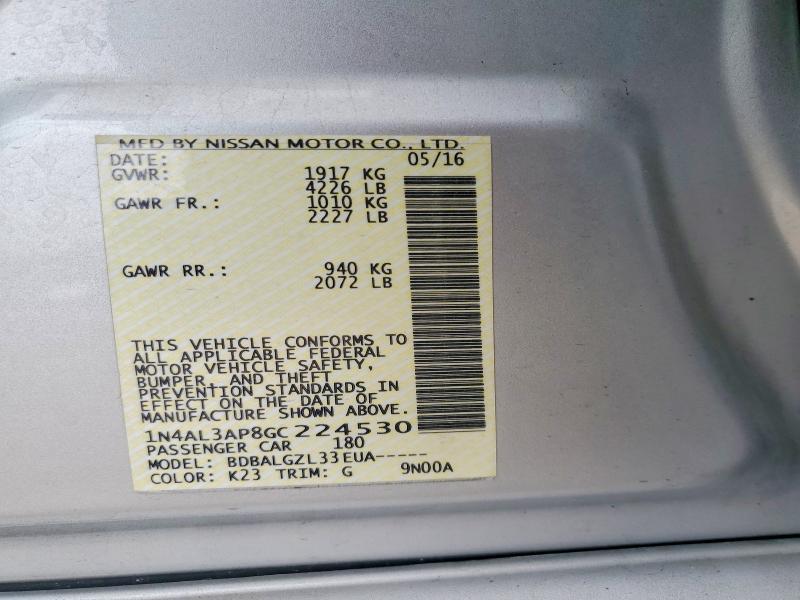 MFD BY NISSAN MOTOR CO., LTD.
DATE: 05/16
GVWR: 1917 KG
4226 LB
GAWR FR.: 1010 KG
2227 LB
GAWR RR.: 940 KG
2072 LB
THIS VEHICLE CONFORMS TO
ALL APPLICABLE FEDERAL
MOTOR VEHICLE SAFETY,
BUMPER, AND THEFT
PREVENTION STANDARDS IN
EFFECT ON THE DATE OF
MANUFACTURE SHOWN ABOVE.
1N4AL3AP8GC224530
PASSENGER CAR 180
MODEL: BDBALGZL33EUA-----
COLOR: K23 TRIM: G 9N00A